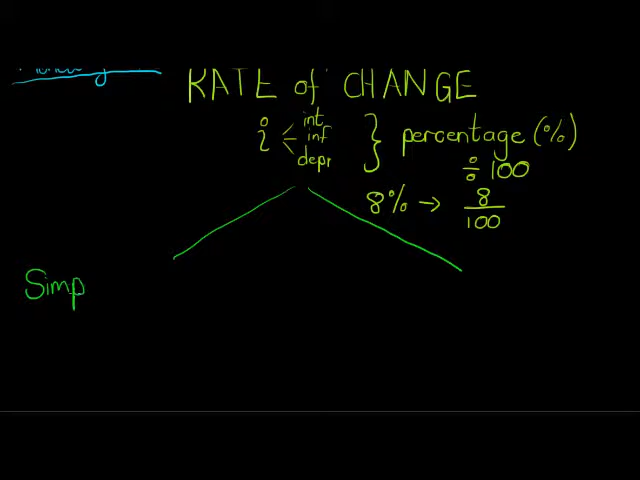 RATE of CHANGE
i < int
inf
depr
} percentage (%)
÷ 100
8% → 8/100
Simp